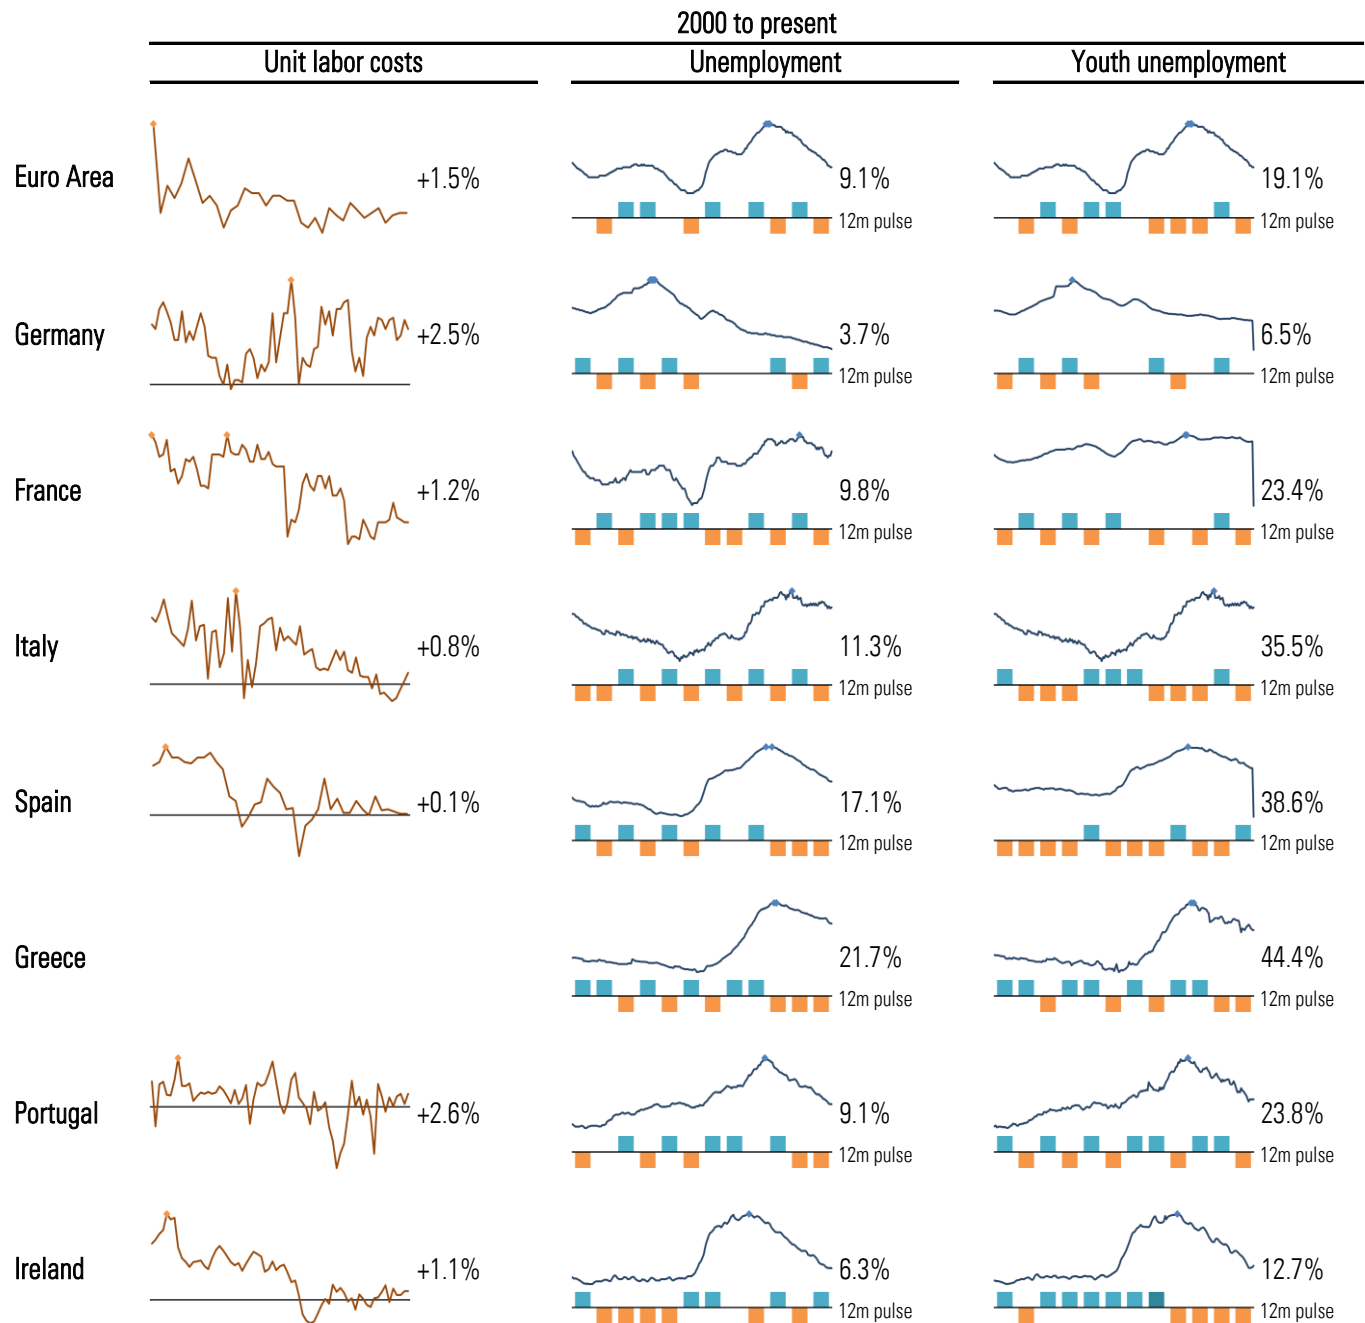 2000 to present
Unit labor costs Unemployment Youth unemployment
Euro Area +1.5% 9.1% 19.1%
12m pulse 12m pulse
Germany +2.5% 3.7% 6.5%
12m pulse 12m pulse
France +1.2% 9.8% 23.4%
12m pulse 12m pulse
Italy +0.8% 11.3% 35.5%
12m pulse 12m pulse
Spain +0.1% 17.1% 38.6%
12m pulse 12m pulse
Greece 21.7% 44.4%
12m pulse 12m pulse
Portugal +2.6% 9.1% 23.8%
12m pulse 12m pulse
Ireland +1.1% 6.3% 12.7%
12m pulse 12m pulse